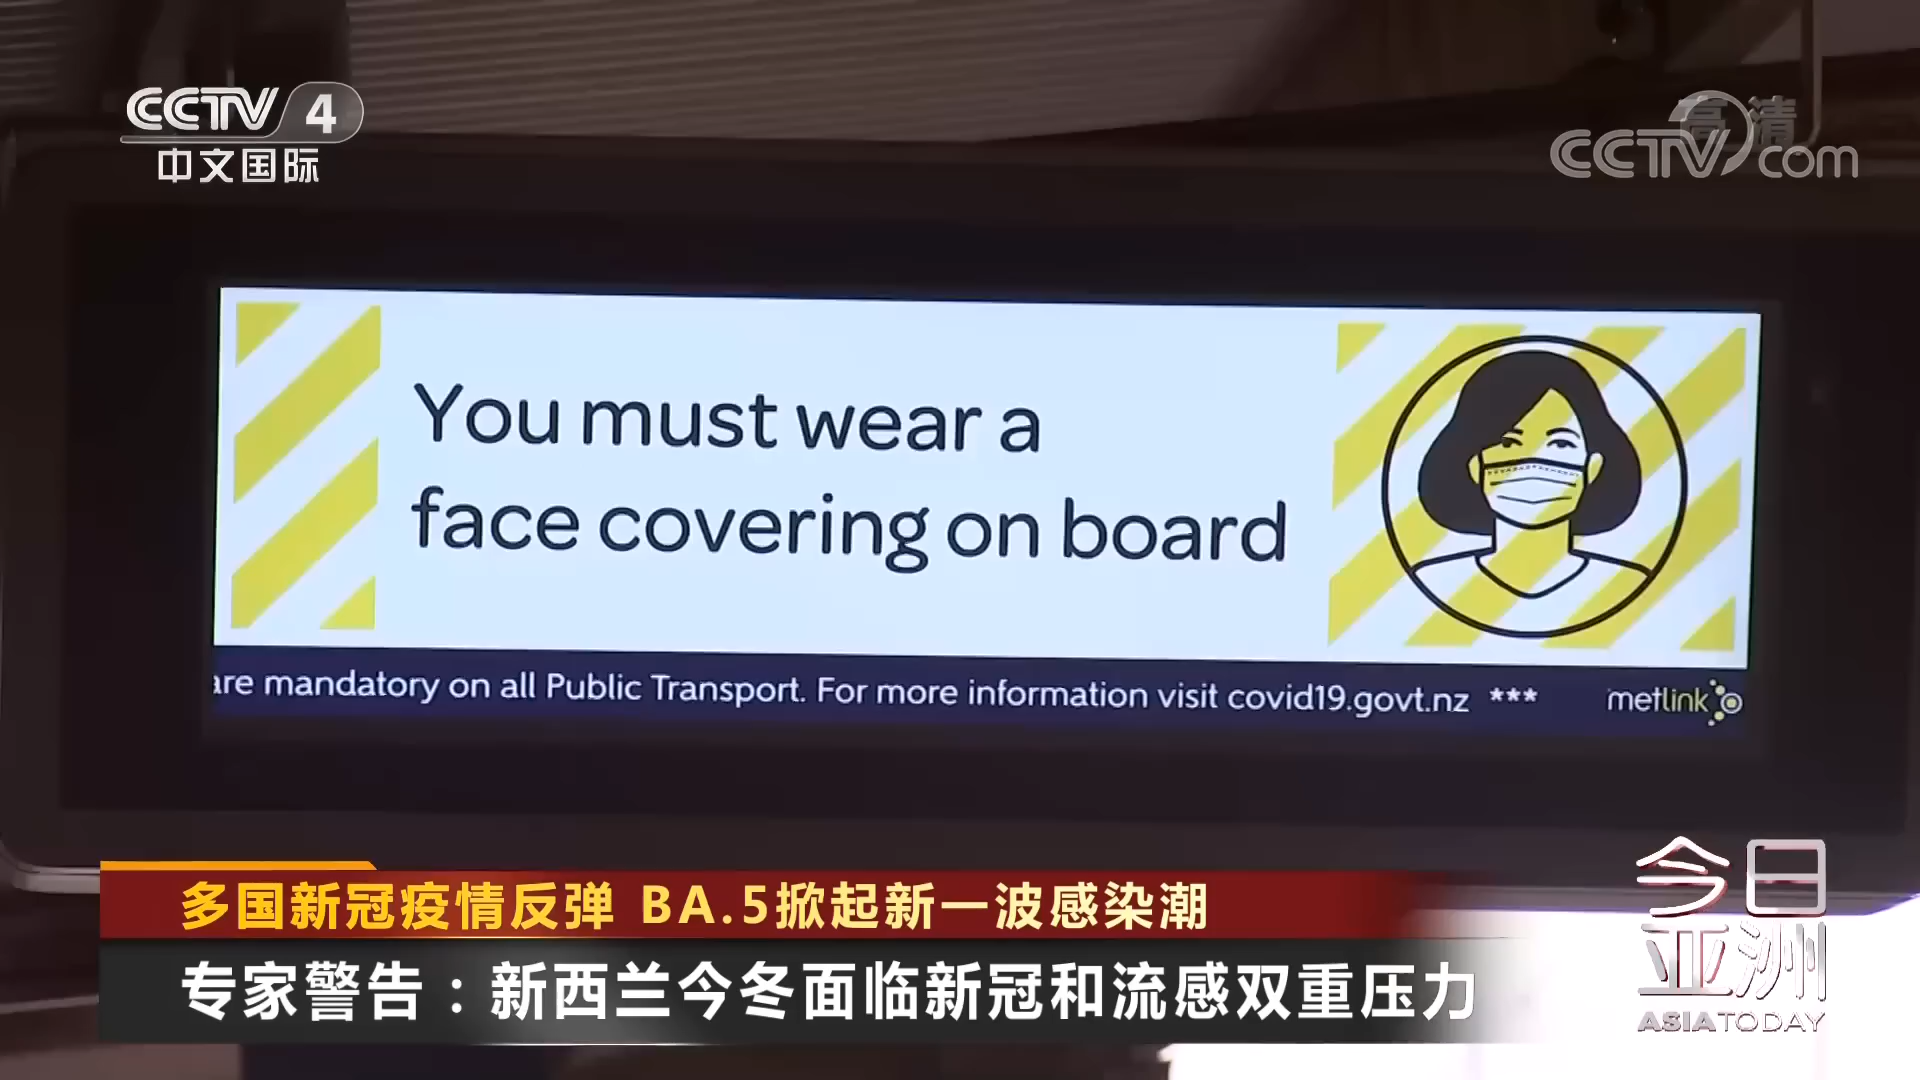 CCTV 4
中文国际
高清
CCTV.com
You must wear a
face covering on board
are mandatory on all Public Transport. For more information visit covid19.govt.nz ***
metlink
多国新冠疫情反弹 BA.5掀起新一波感染潮
专家警告：新西兰今冬面临新冠和流感双重压力
今日
亚洲
ASIA TODAY